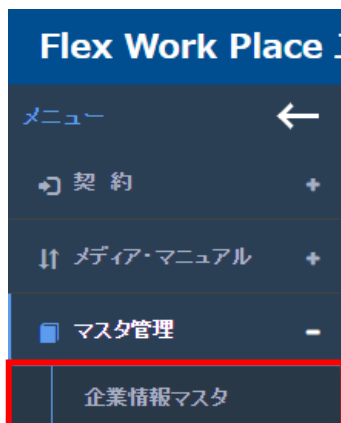 Flex Work Place
メニュー
契 約
メディア・マニュアル
マスタ管理
企業情報マスタ